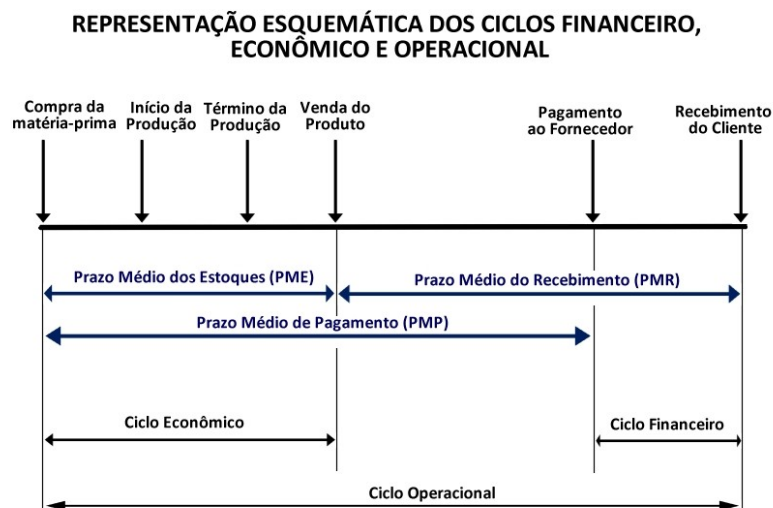 REPRESENTAÇÃO ESQUEMÁTICA DOS CICLOS FINANCEIRO,
ECONÔMICO E OPERACIONAL
Compra da
matéria-prima
Início da
Produção
Término da
Produção
Venda do
Produto
Pagamento
ao Fornecedor
Recebimento
do Cliente
Prazo Médio dos Estoques (PME)
Prazo Médio do Recebimento (PMR)
Prazo Médio de Pagamento (PMP)
Ciclo Econômico
Ciclo Financeiro
Ciclo Operacional